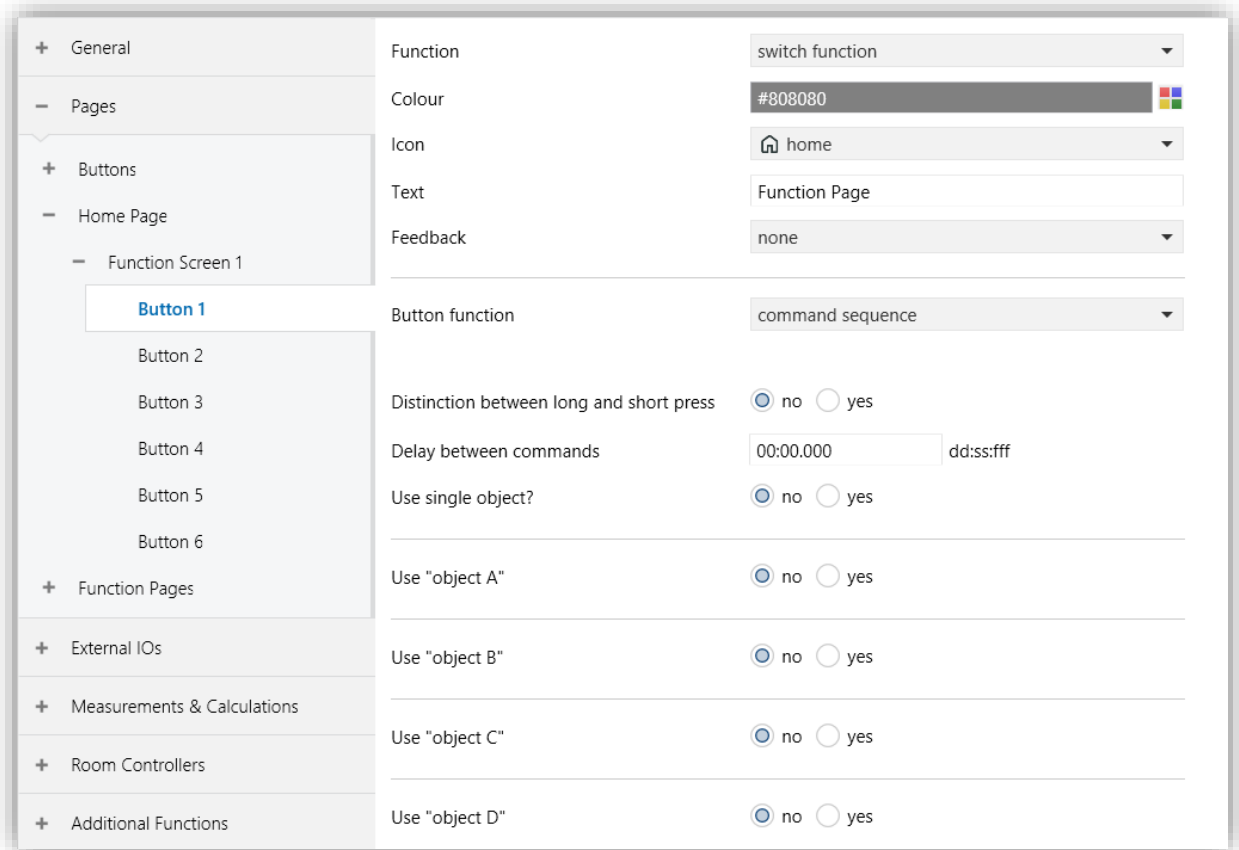 General
Pages
Buttons
Home Page
Function Screen 1
Button 1
Button 2
Button 3
Button 4
Button 5
Button 6
Function Pages
External IOs
Measurements & Calculations
Room Controllers
Additional Functions
Function switch function
Colour #808080
Icon home
Text Function Page
Feedback none
Button function command sequence
Distinction between long and short press no yes
Delay between commands 00:00.000 dd:ss:fff
Use single object? no yes
Use "object A" no yes
Use "object B" no yes
Use "object C" no yes
Use "object D" no yes